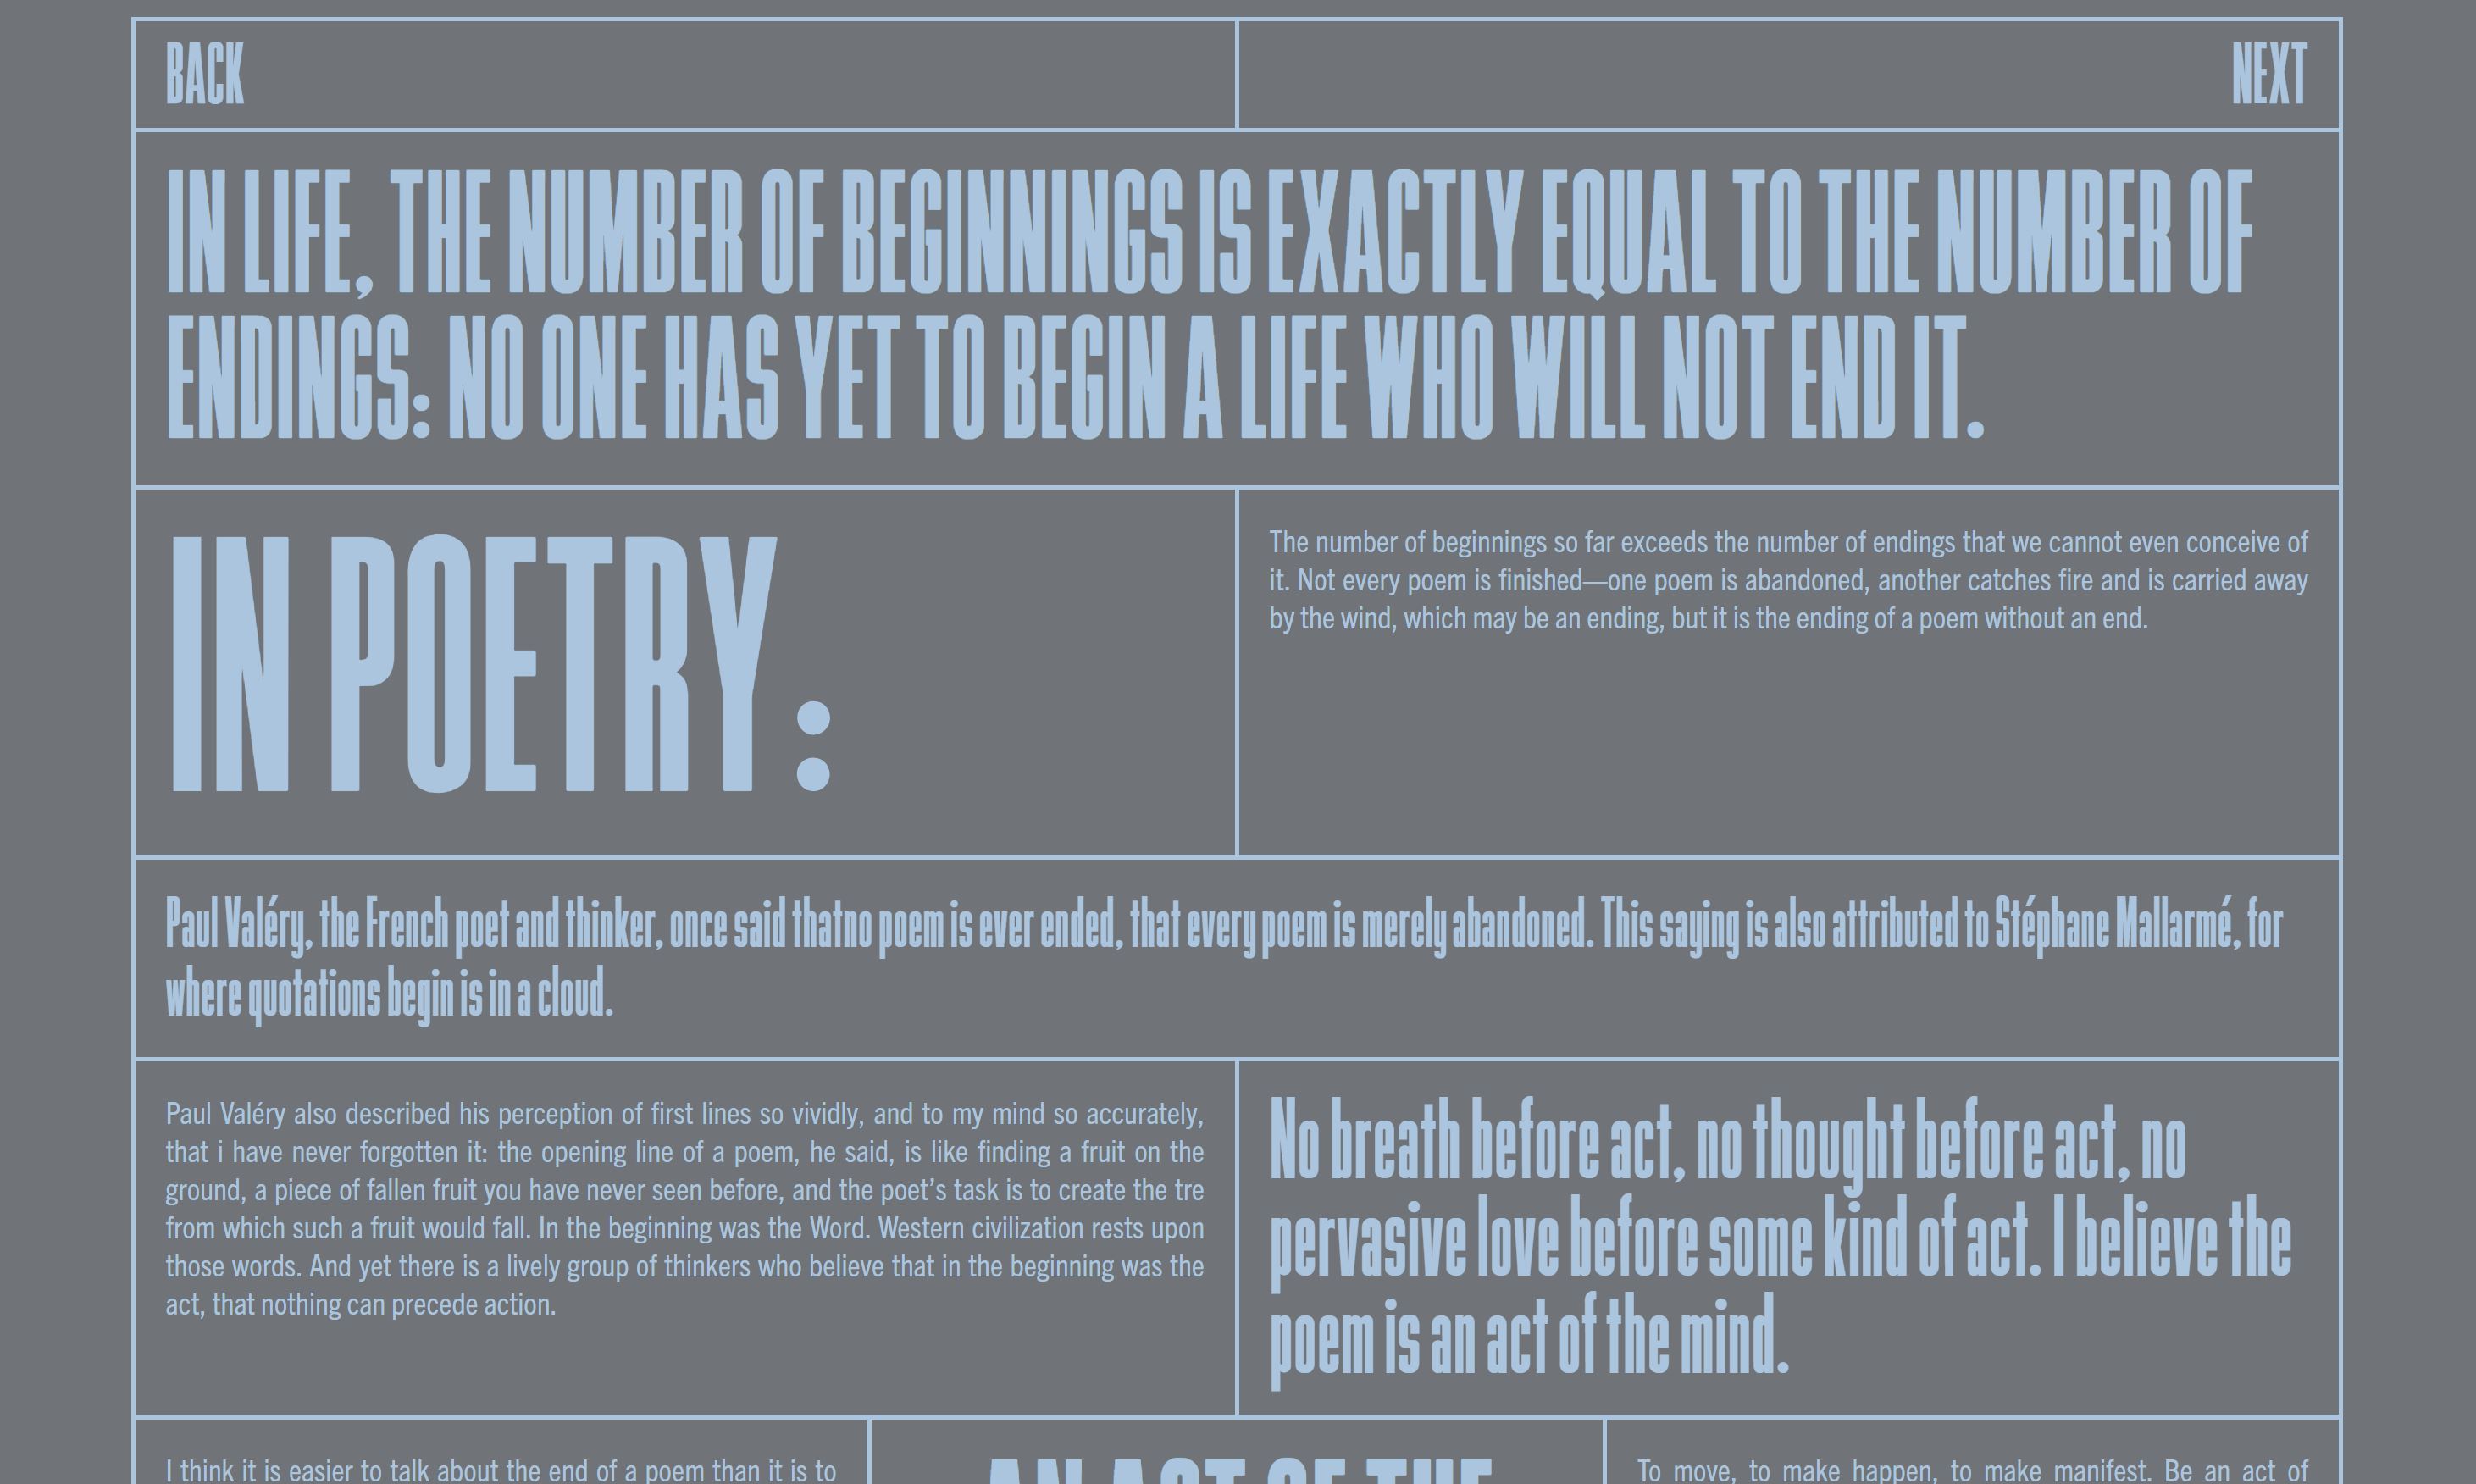 BACK
NEXT
IN LIFE, THE NUMBER OF BEGINNINGS IS EXACTLY EQUAL TO THE NUMBER OF
ENDINGS: NO ONE HAS YET TO BEGIN A LIFE WHO WILL NOT END IT.
IN POETRY:
The number of beginnings so far exceeds the number of endings that we cannot even conceive of
it. Not every poem is finished—one poem is abandoned, another catches fire and is carried away
by the wind, which may be an ending, but it is the ending of a poem without an end.
Paul Valéry, the French poet and thinker, once said thatno poem is ever ended, that every poem is merely abandoned. This saying is also attributed to Stéphane Mallarmé, for
where quotations begin is in a cloud.
Paul Valéry also described his perception of first lines so vividly, and to my mind so accurately,
that i have never forgotten it: the opening line of a poem, he said, is like finding a fruit on the
ground, a piece of fallen fruit you have never seen before, and the poet’s task is to create the tre
from which such a fruit would fall. In the beginning was the Word. Western civilization rests upon
those words. And yet there is a lively group of thinkers who believe that in the beginning was the
act, that nothing can precede action.
No breath before act, no thought before act, no
pervasive love before some kind of act. I believe the
poem is an act of the mind.
I think it is easier to talk about the end of a poem than it is to
AN ACT OF THE
To move, to make happen, to make manifest. Be an act of